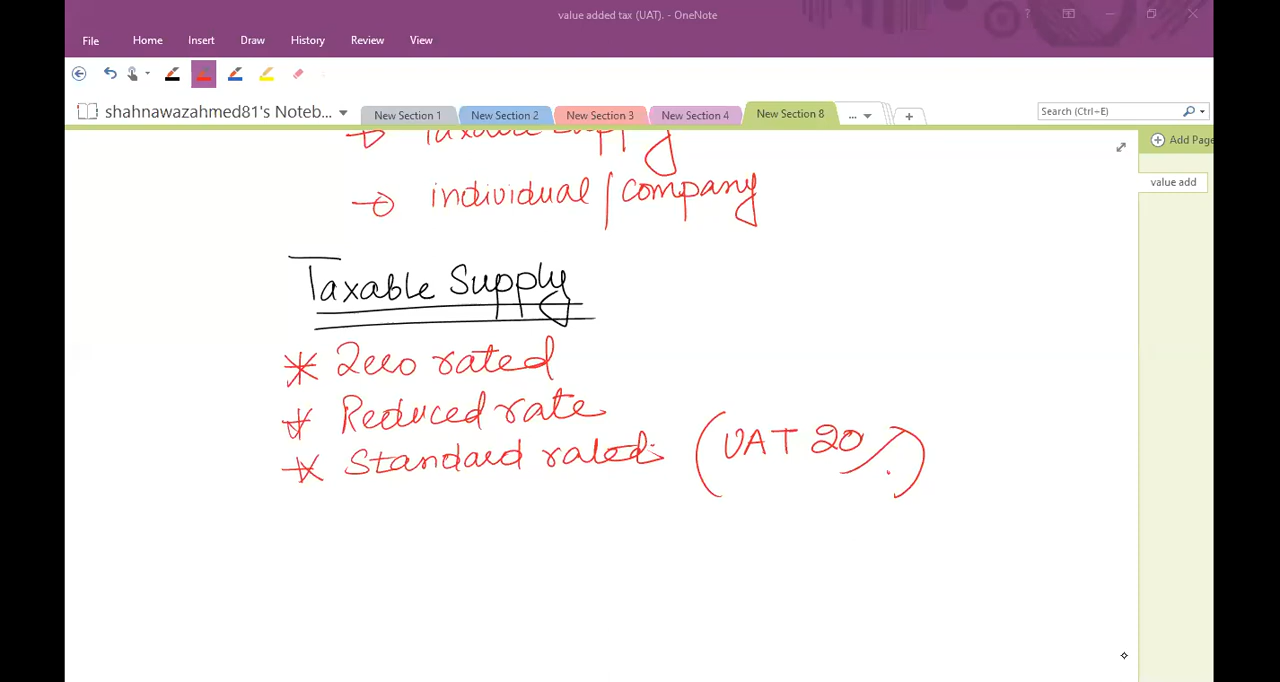 value added tax (UAT). - OneNote
File Home Insert Draw History Review View
shahnawazahmed81's Noteb... New Section 1 New Section 2 New Section 3 New Section 4 New Section 8 ... Search (Ctrl+E)
Add Page
value add
Taxable Supply
individual/company
Taxable Supply
* Zero rated
* Reduced rate
* Standard rated (VAT 20%)